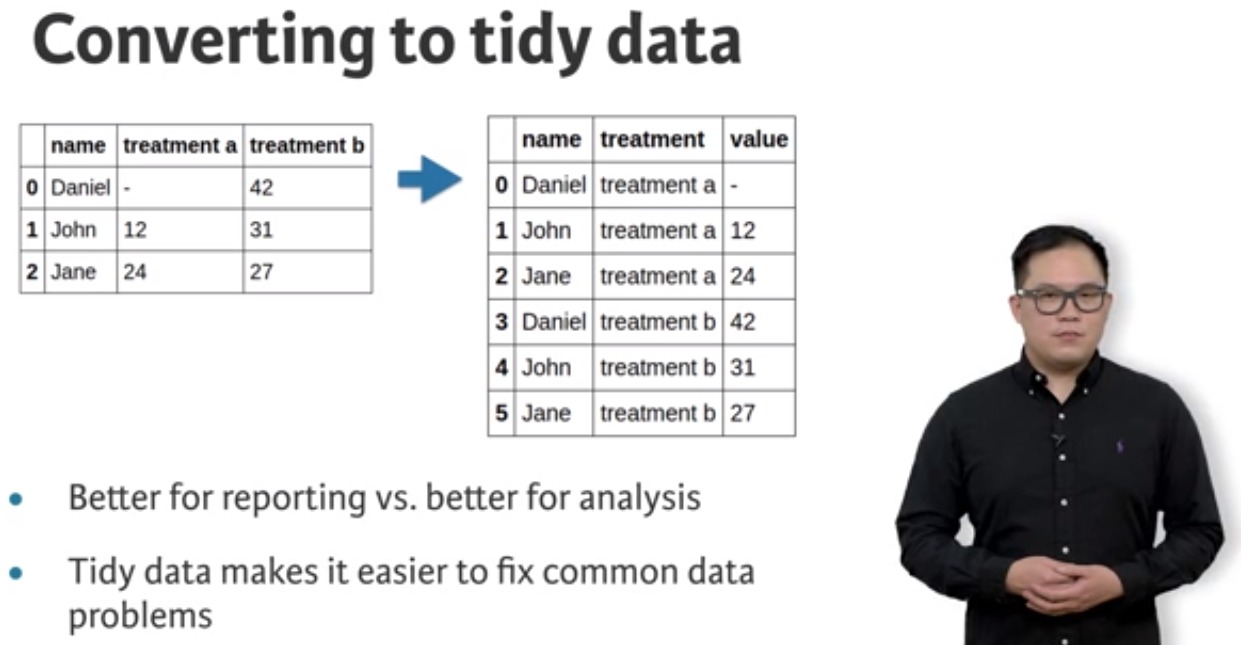 Converting to tidy data
name treatment a treatment b
0 Daniel - 42
1 John 12 31
2 Jane 24 27
name treatment value
0 Daniel treatment a -
1 John treatment a 12
2 Jane treatment a 24
3 Daniel treatment b 42
4 John treatment b 31
5 Jane treatment b 27
• Better for reporting vs. better for analysis
• Tidy data makes it easier to fix common data
problems